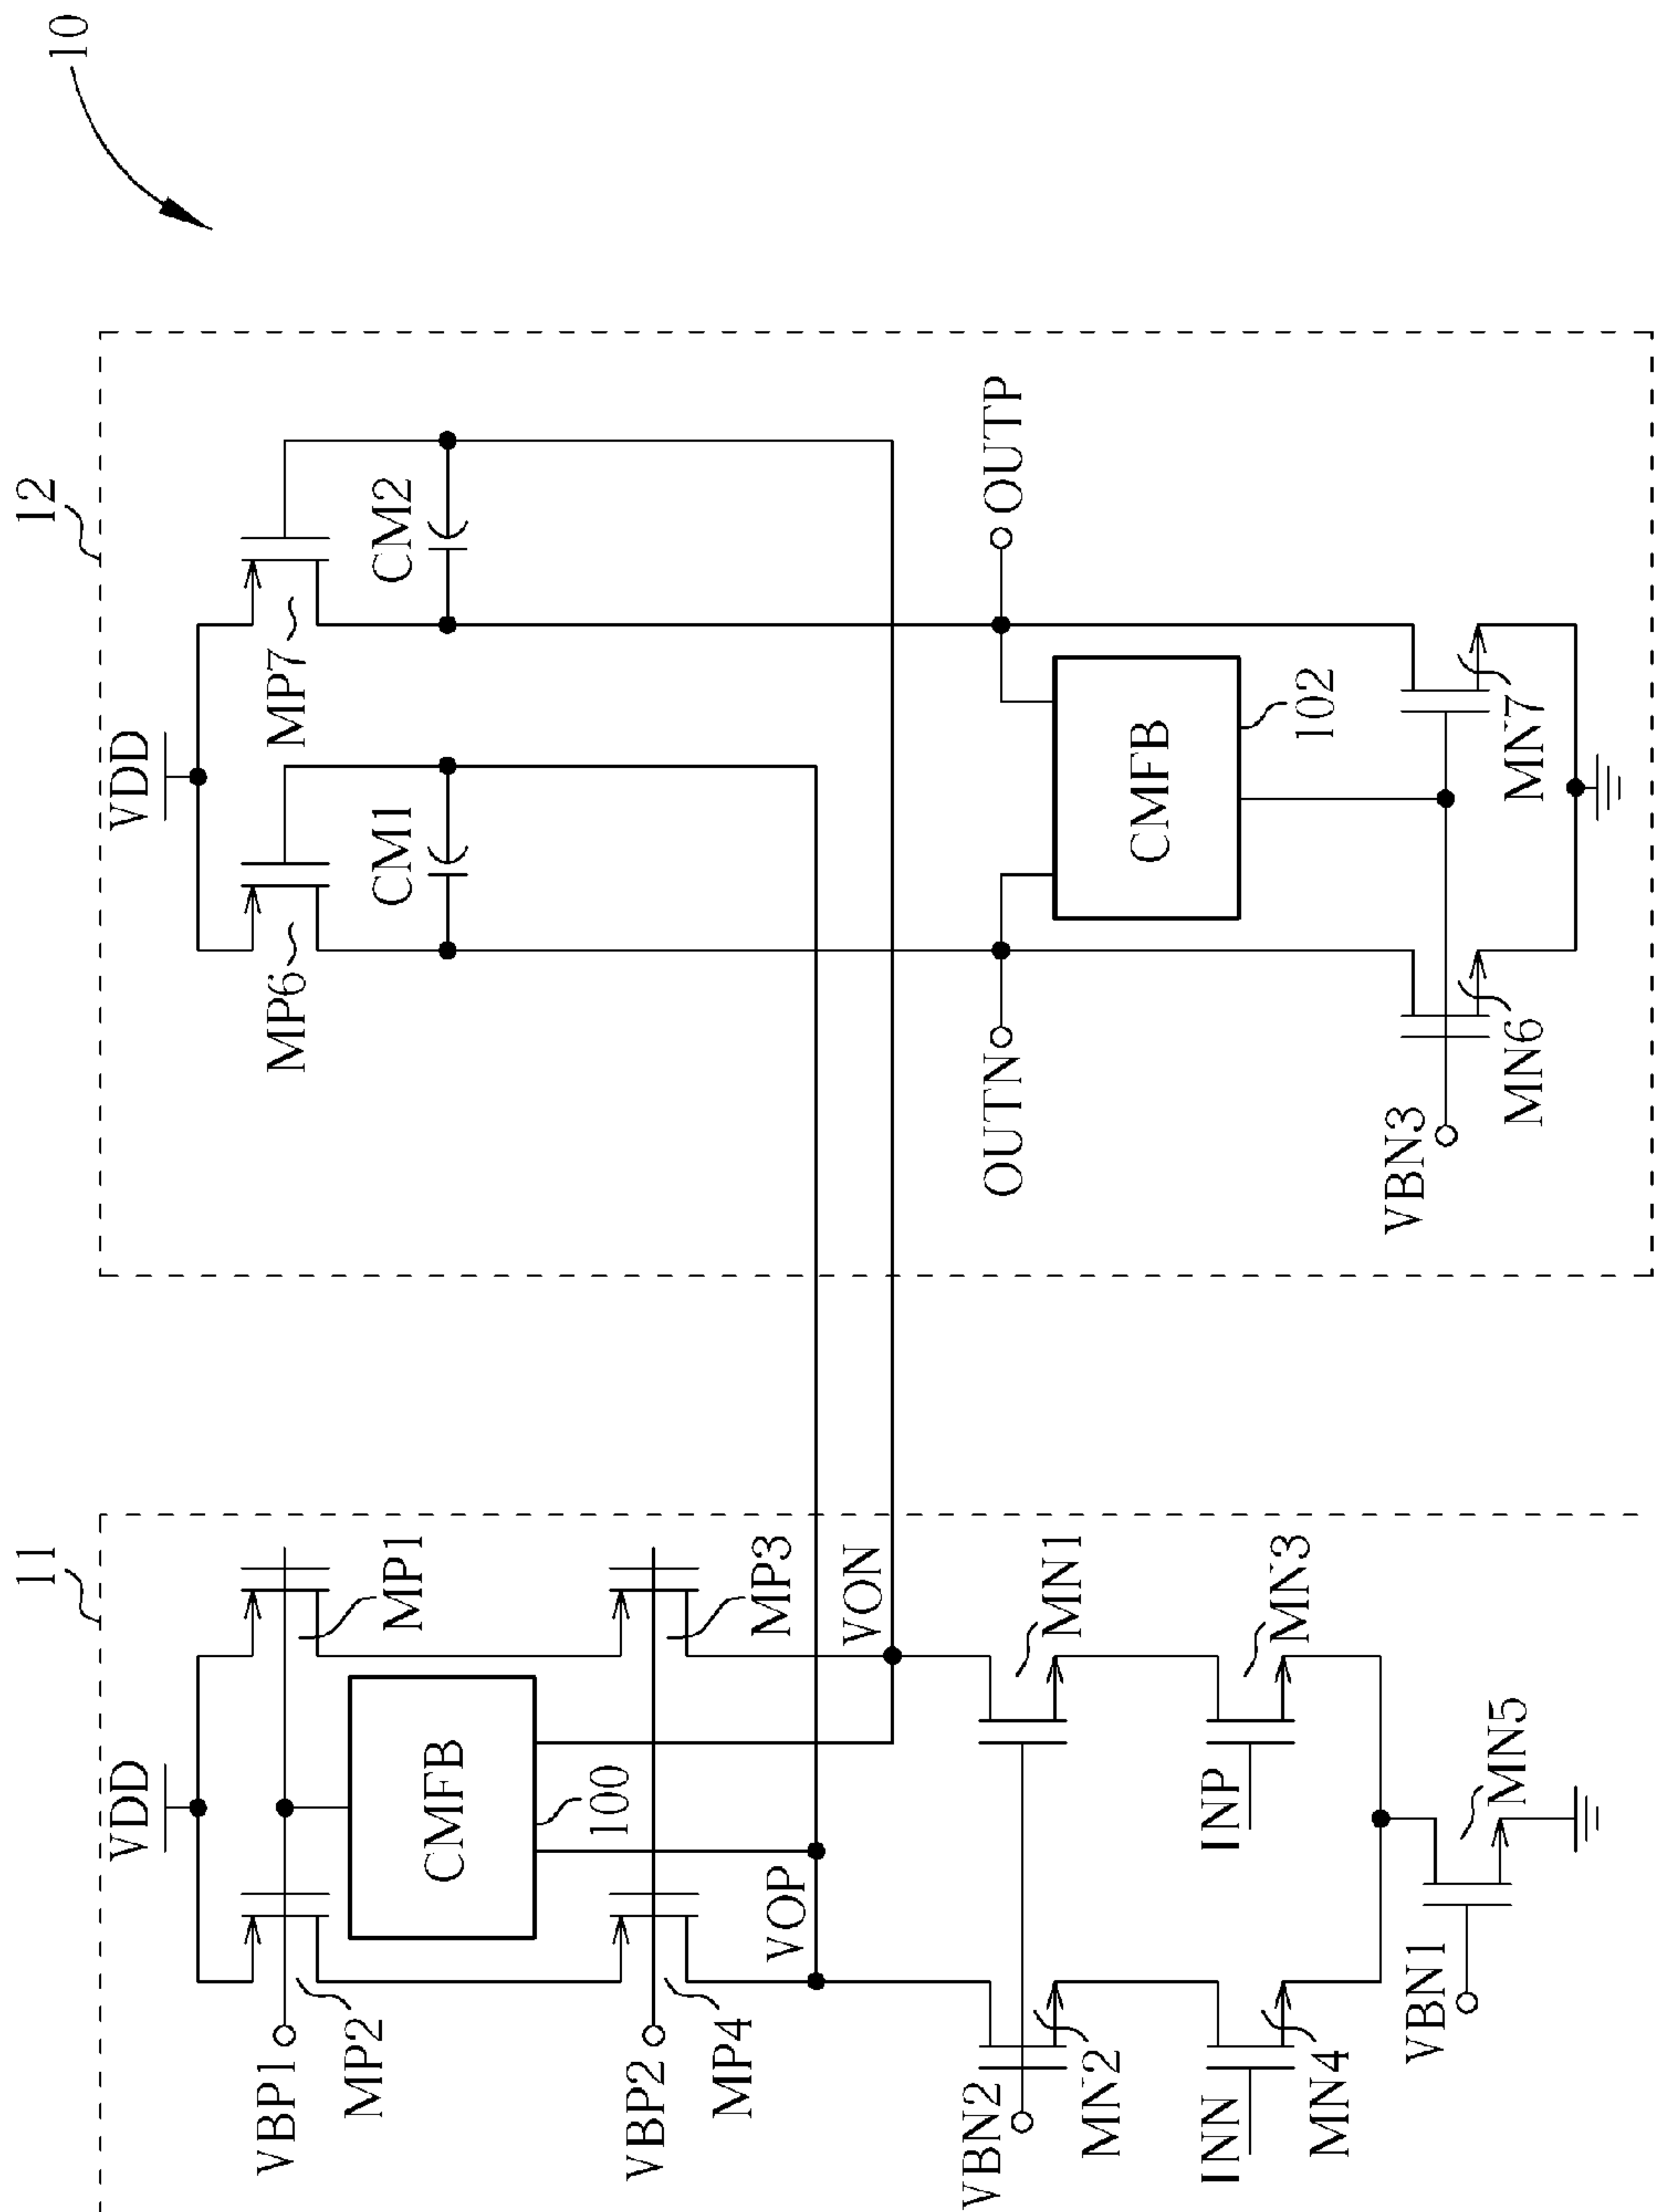 10
11
VDD
VBP1
MP2
MP1
CMFB
100
VBP2
MP4
MP3
VOP
VON
VBN2
MN2
MN1
INN
MN4
INP
MN3
VBN1
MN5
12
VDD
MP6
MP7
CM1
CM2
OUTN
OUTP
CMFB
102
VBN3
MN6
MN7